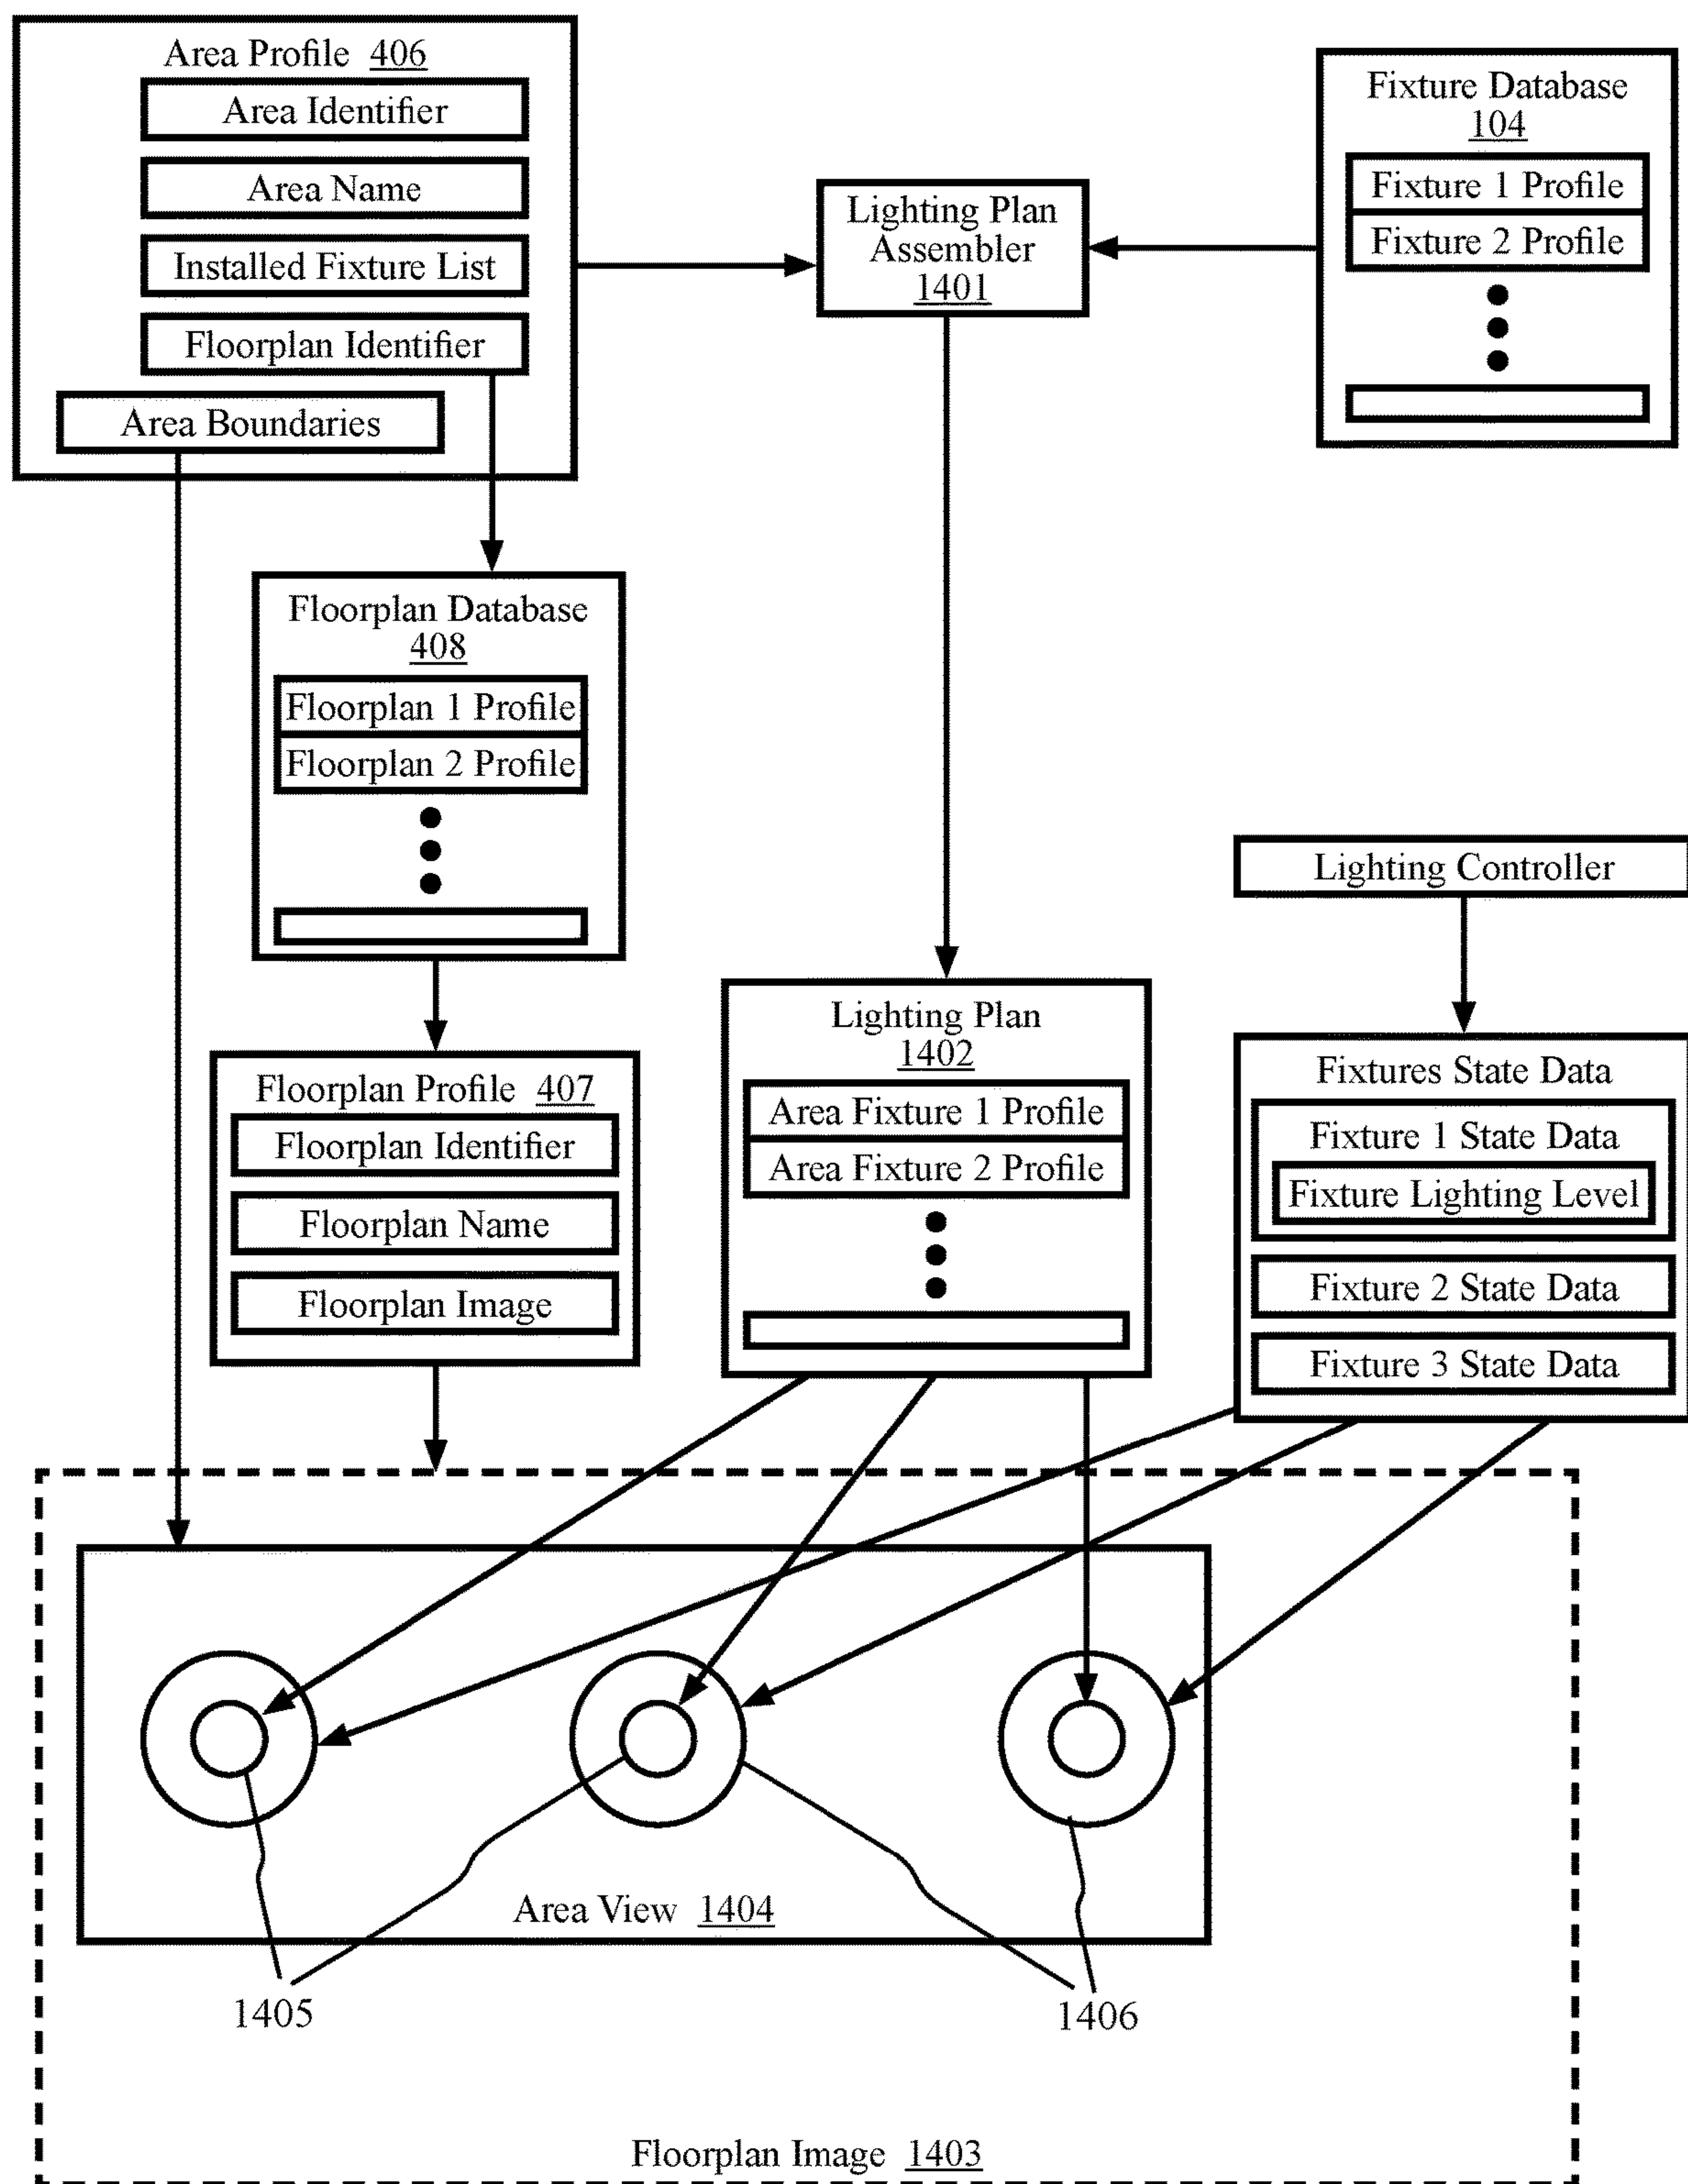 Area Profile 406
Area Identifier
Area Name
Installed Fixture List
Floorplan Identifier
Area Boundaries
Lighting Plan
Assembler
1401
Fixture Database
104
Fixture 1 Profile
Fixture 2 Profile
Floorplan Database
408
Floorplan 1 Profile
Floorplan 2 Profile
Lighting Controller
Floorplan Profile 407
Floorplan Identifier
Floorplan Name
Floorplan Image
Lighting Plan
1402
Area Fixture 1 Profile
Area Fixture 2 Profile
Fixtures State Data
Fixture 1 State Data
Fixture Lighting Level
Fixture 2 State Data
Fixture 3 State Data
Area View 1404
1405
1406
Floorplan Image 1403